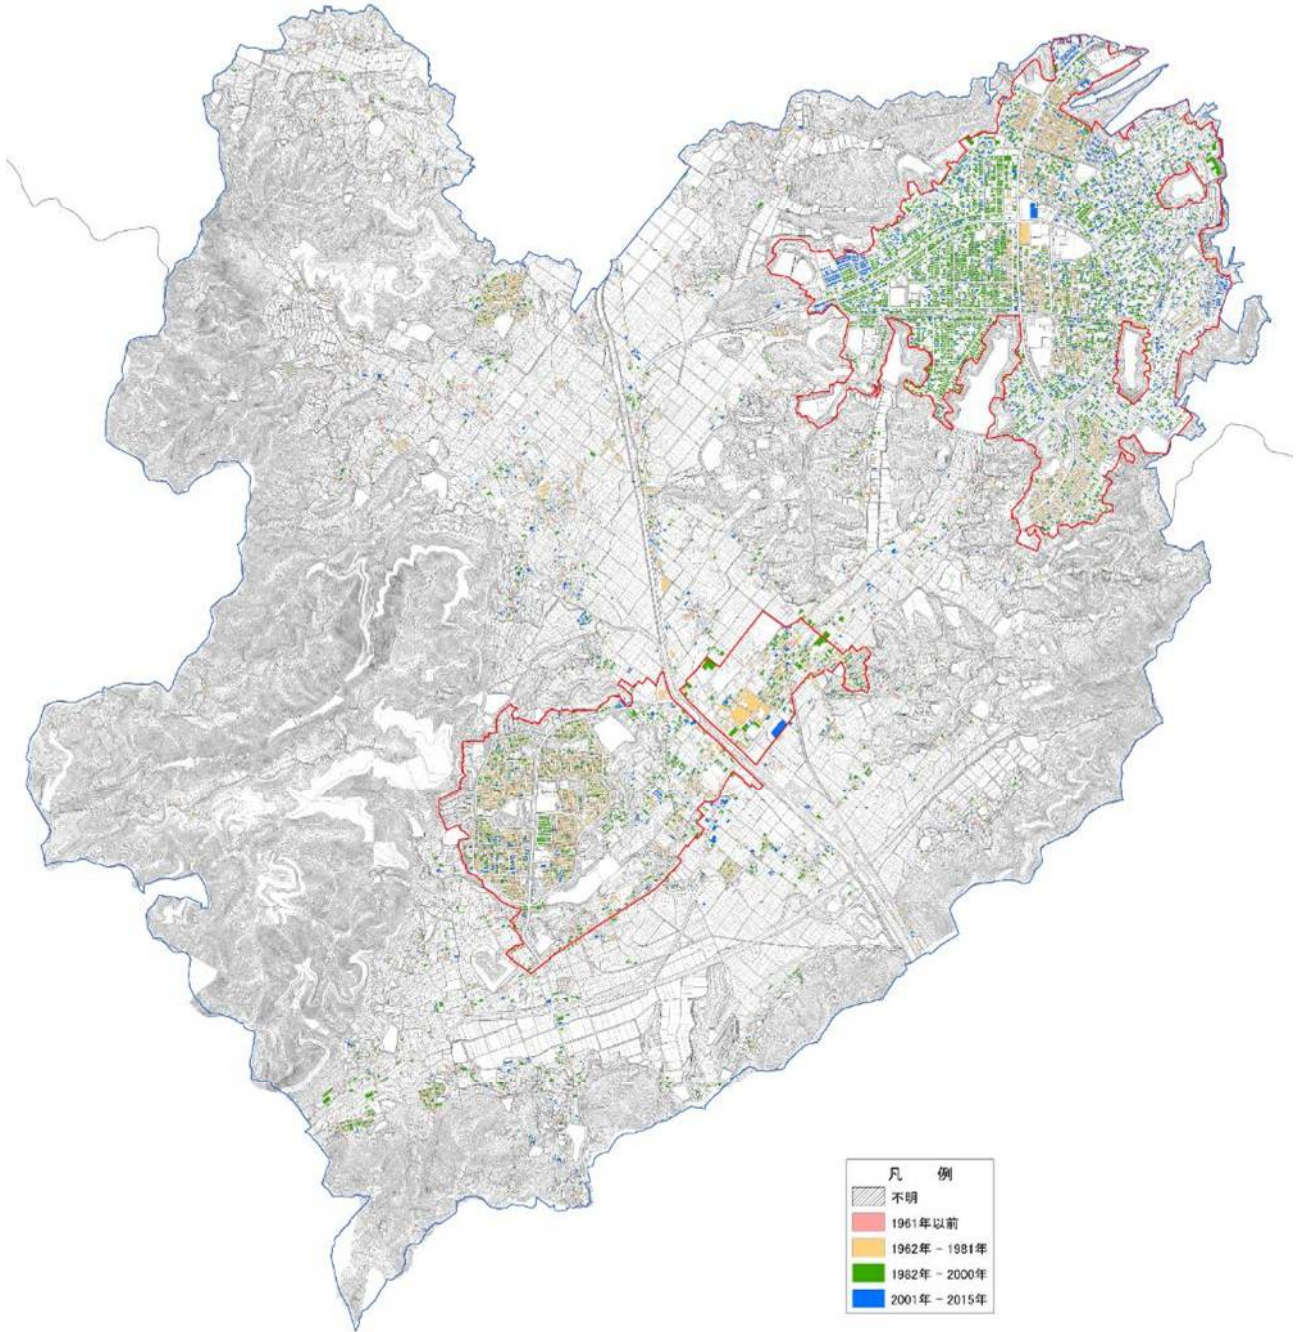 凡 例
不明
1961年以前
1962年 - 1981年
1982年 - 2000年
2001年 - 2015年